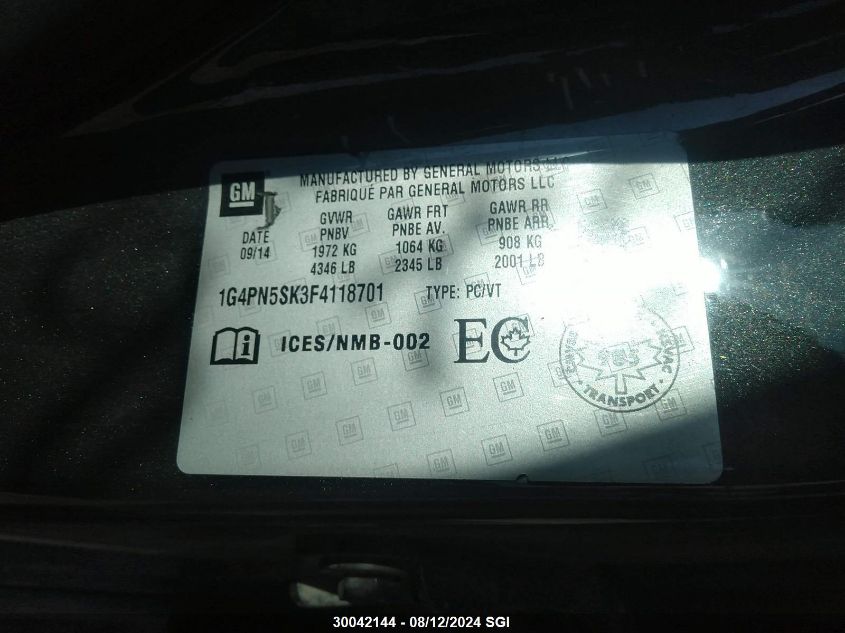 MANUFACTURED BY GENERAL MOTORS LLC
FABRIQUÉ PAR GENERAL MOTORS LLC
GM
GVWR GAWR FRT GAWR RR
DATE PNBV PNBE AV. PNBE ARR
09/14 1972 KG 1064 KG 908 KG
4346 LB 2345 LB 2001 LB
1G4PN5SK3F4118701 TYPE: PC/VT
i ICES/NMB-002 EC
TRANSPORT
30042144 - 08/12/2024 SGI